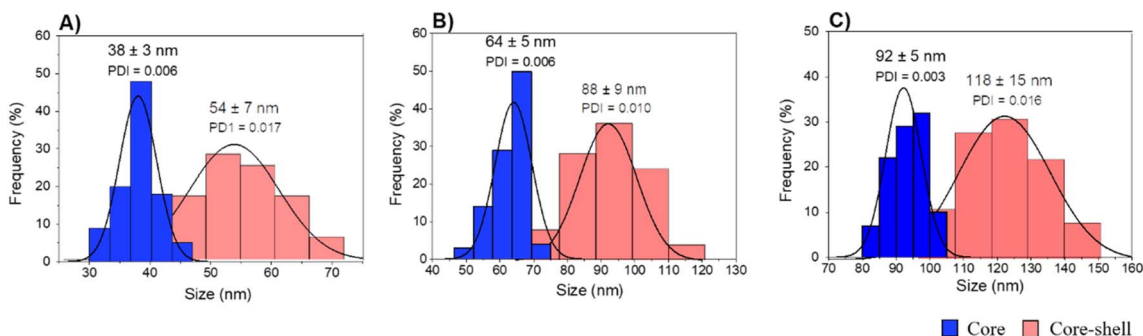 A)
38 ± 3 nm
PDI = 0.006
54 ± 7 nm
PD1 = 0.017
Frequency (%)
60
50
40
30
20
10
0
30 40 50 60 70
Size (nm)
B)
64 ± 5 nm
PDI = 0.006
88 ± 9 nm
PDI = 0.010
Frequency (%)
60
50
40
30
20
10
0
40 50 60 70 80 90 100 110 120 130
Size (nm)
C)
92 ± 5 nm
PDI = 0.003
118 ± 15 nm
PDI = 0.016
Frequency (%)
50
40
30
20
10
0
70 80 90 100 110 120 130 140 150 160
Size (nm)
Core Core-shell